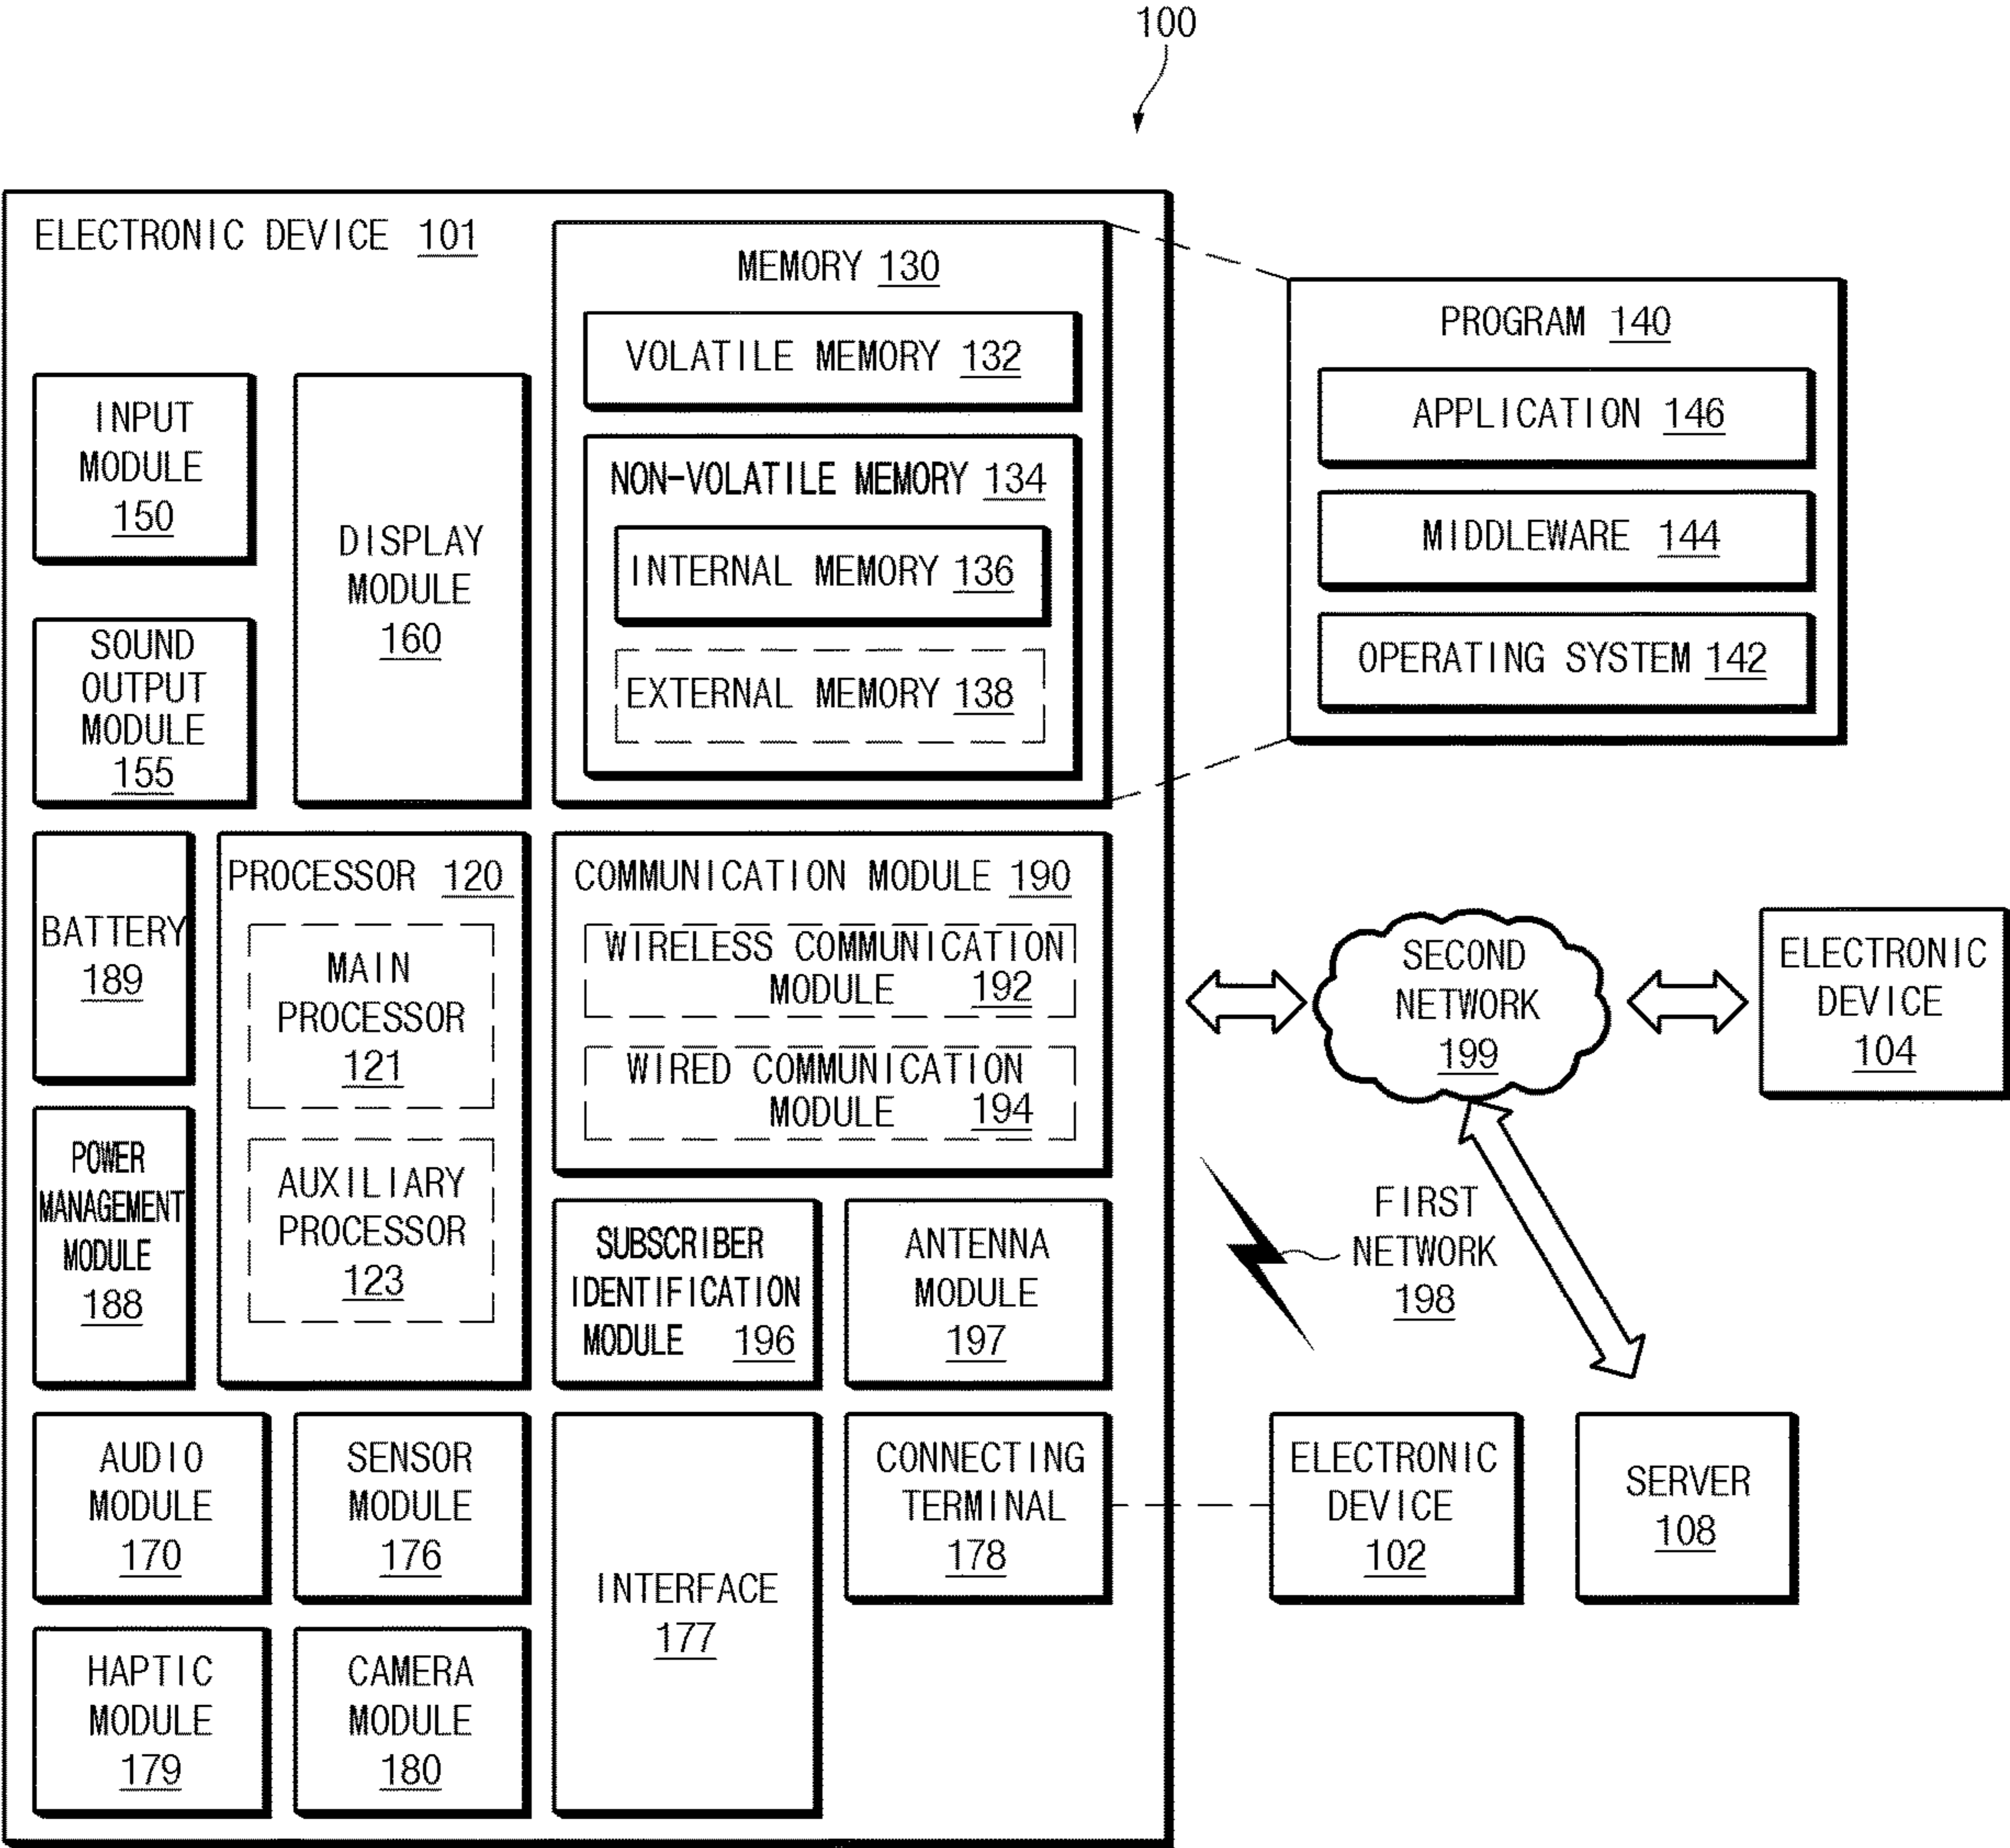 100
ELECTRONIC DEVICE 101
MEMORY 130
VOLATILE MEMORY 132
NON-VOLATILE MEMORY 134
INTERNAL MEMORY 136
EXTERNAL MEMORY 138
PROGRAM 140
APPLICATION 146
MIDDLEWARE 144
OPERATING SYSTEM 142
INPUT
MODULE
150
SOUND
OUTPUT
MODULE
155
DISPLAY
MODULE
160
BATTERY
189
POWER
MANAGEMENT
MODULE
188
PROCESSOR 120
MAIN
PROCESSOR
121
AUXILIARY
PROCESSOR
123
COMMUNICATION MODULE 190
WIRELESS COMMUNICATION
MODULE 192
WIRED COMMUNICATION
MODULE 194
SUBSCRIBER
IDENTIFICATION
MODULE 196
ANTENNA
MODULE
197
SECOND
NETWORK
199
ELECTRONIC
DEVICE
104
FIRST
NETWORK
198
AUDIO
MODULE
170
SENSOR
MODULE
176
INTERFACE
177
CONNECTING
TERMINAL
178
ELECTRONIC
DEVICE
102
SERVER
108
HAPTIC
MODULE
179
CAMERA
MODULE
180